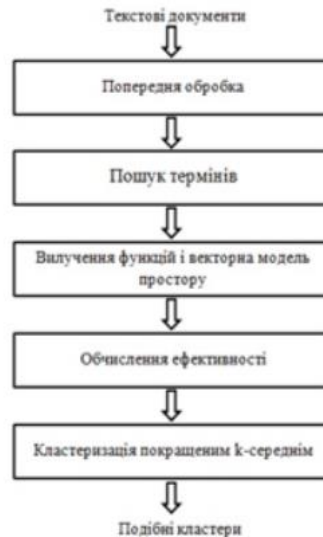 Текстові документи
Попередня обробка
Пошук термінів
Вилучення функцій і векторна модель
простору
Обчислення ефективності
Кластеризація покращеним k-середнім
Подібні кластери